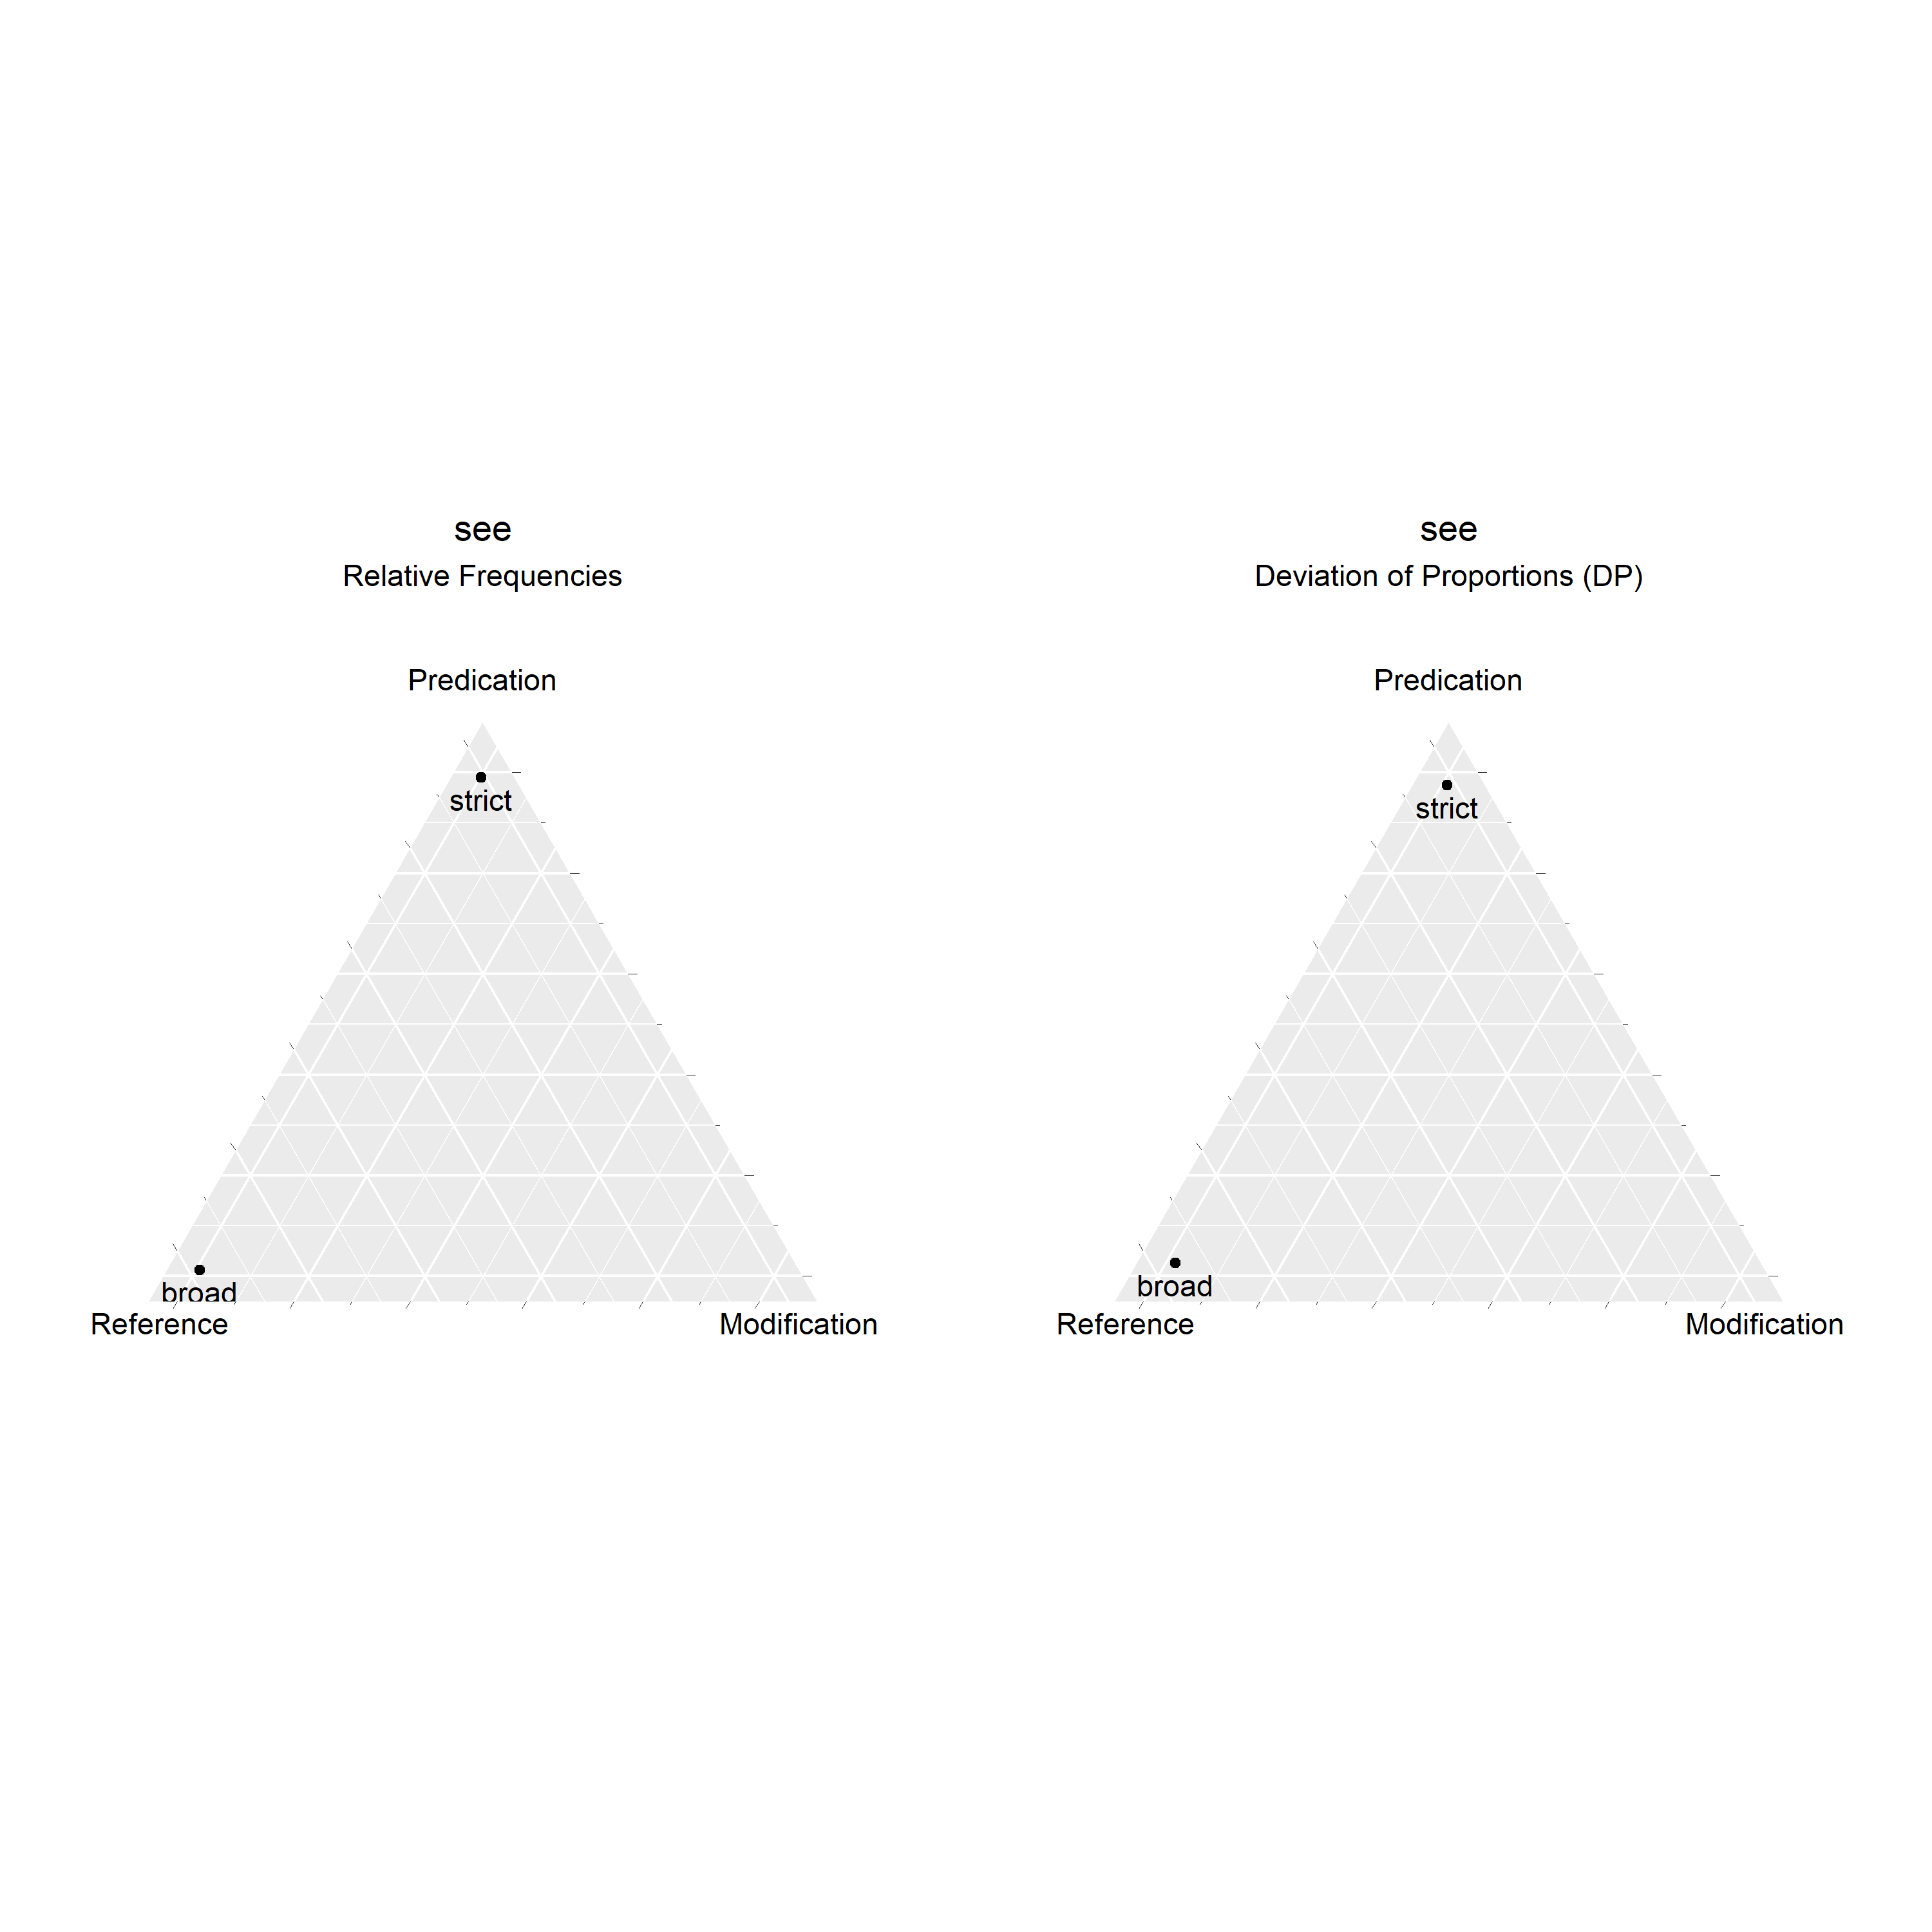 see
Relative Frequencies
Predication
strict
broad
Reference
Modification
see
Deviation of Proportions (DP)
Predication
strict
broad
Reference
Modification